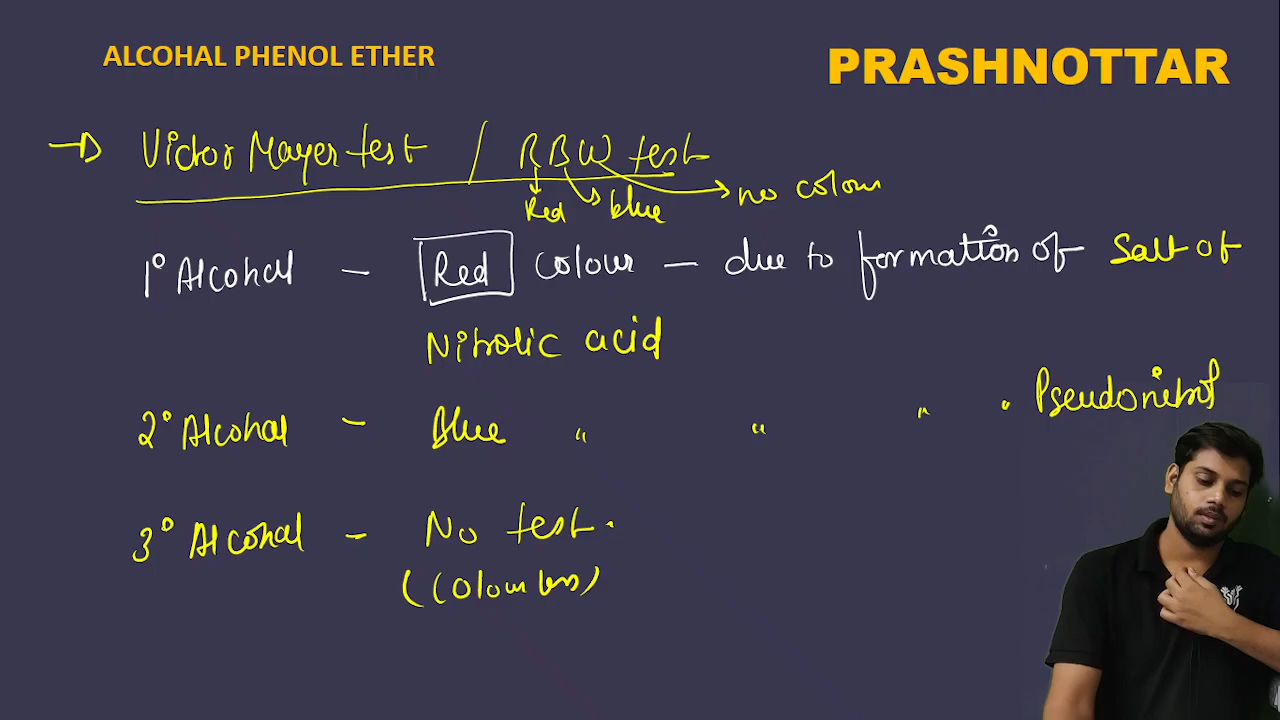 ALCOHAL PHENOL ETHER
PRASHNOTTAR
→ Victor Mayer test / RBW test
Red blue no colour
1° Alcohal - Red colour - due to formation of Salt of
Nitrolic acid
2° Alcohal - Blue " " " " Pseudonitrol
3° Alcohal - No test.
(Colourless)